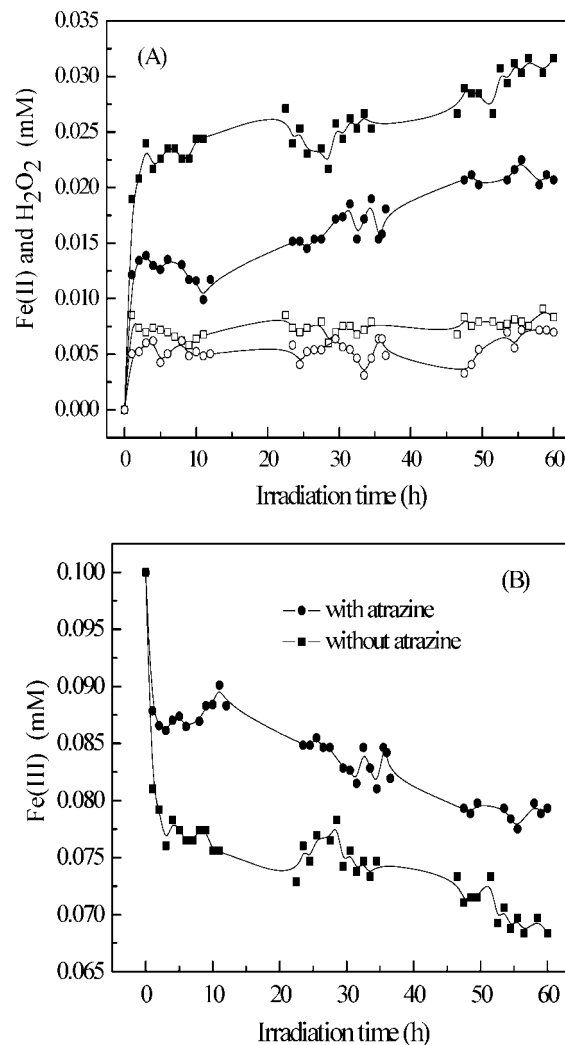 (A)
0.035
0.030
0.025
0.020
0.015
0.010
0.005
0.000
Fe(II) and H₂O₂ (mM)
0 10 20 30 40 50 60
Irradiation time (h)
(B)
0.100
0.095
0.090
0.085
0.080
0.075
0.070
0.065
Fe(III) (mM)
with atrazine
without atrazine
0 10 20 30 40 50 60
Irradiation time (h)